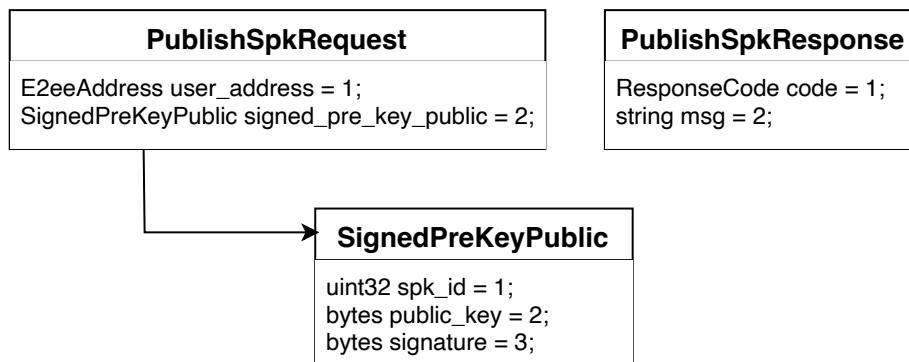 PublishSpkRequest
E2eeAddress user_address = 1;
SignedPreKeyPublic signed_pre_key_public = 2;
PublishSpkResponse
ResponseCode code = 1;
string msg = 2;
SignedPreKeyPublic
uint32 spk_id = 1;
bytes public_key = 2;
bytes signature = 3;